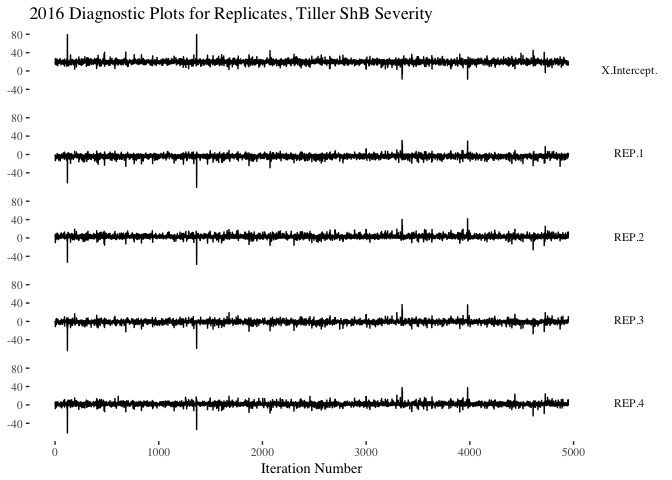 2016 Diagnostic Plots for Replicates, Tiller ShB Severity
80
40
0
-40
X.Intercept.
80
40
0
-40
REP.1
80
40
0
-40
REP.2
80
40
0
-40
REP.3
80
40
0
-40
REP.4
0 1000 2000 3000 4000 5000
Iteration Number